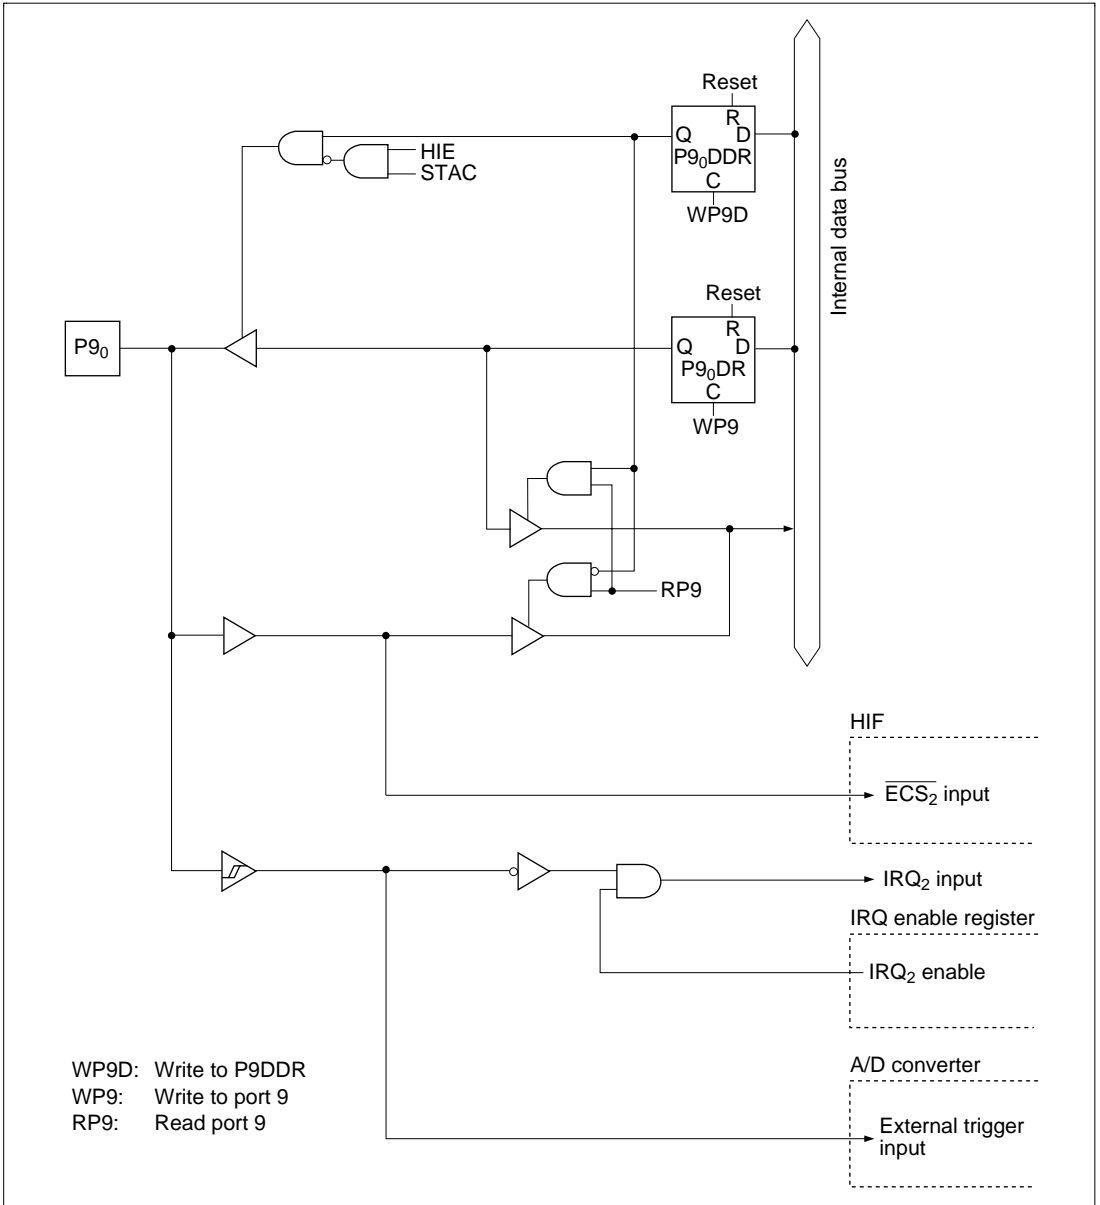 Reset
R
Q D
P9₀DDR
C
WP9D
HIE
STAC
Internal data bus
Reset
R
Q D
P9₀DR
C
WP9
P9₀
RP9
HIF
E̅C̅S̅₂̅ input
IRQ₂ input
IRQ enable register
IRQ₂ enable
A/D converter
External trigger
input
WP9D: Write to P9DDR
WP9: Write to port 9
RP9: Read port 9